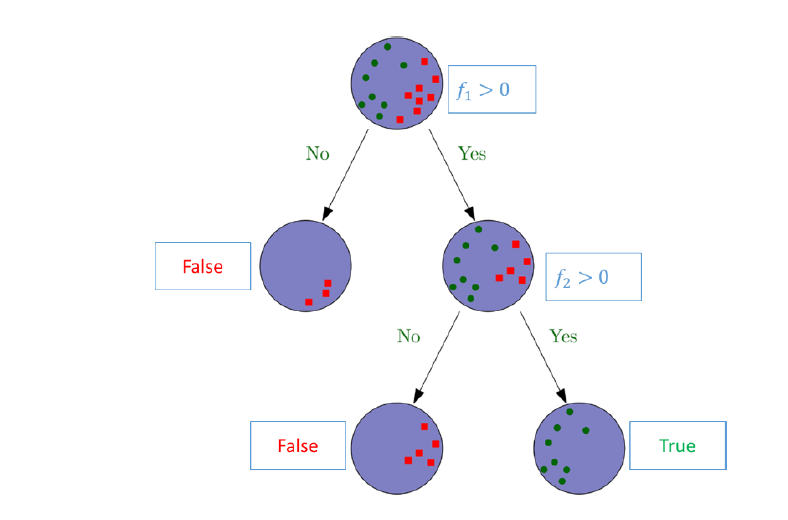 f₁ > 0
No
Yes
False
f₂ > 0
No
Yes
False
True